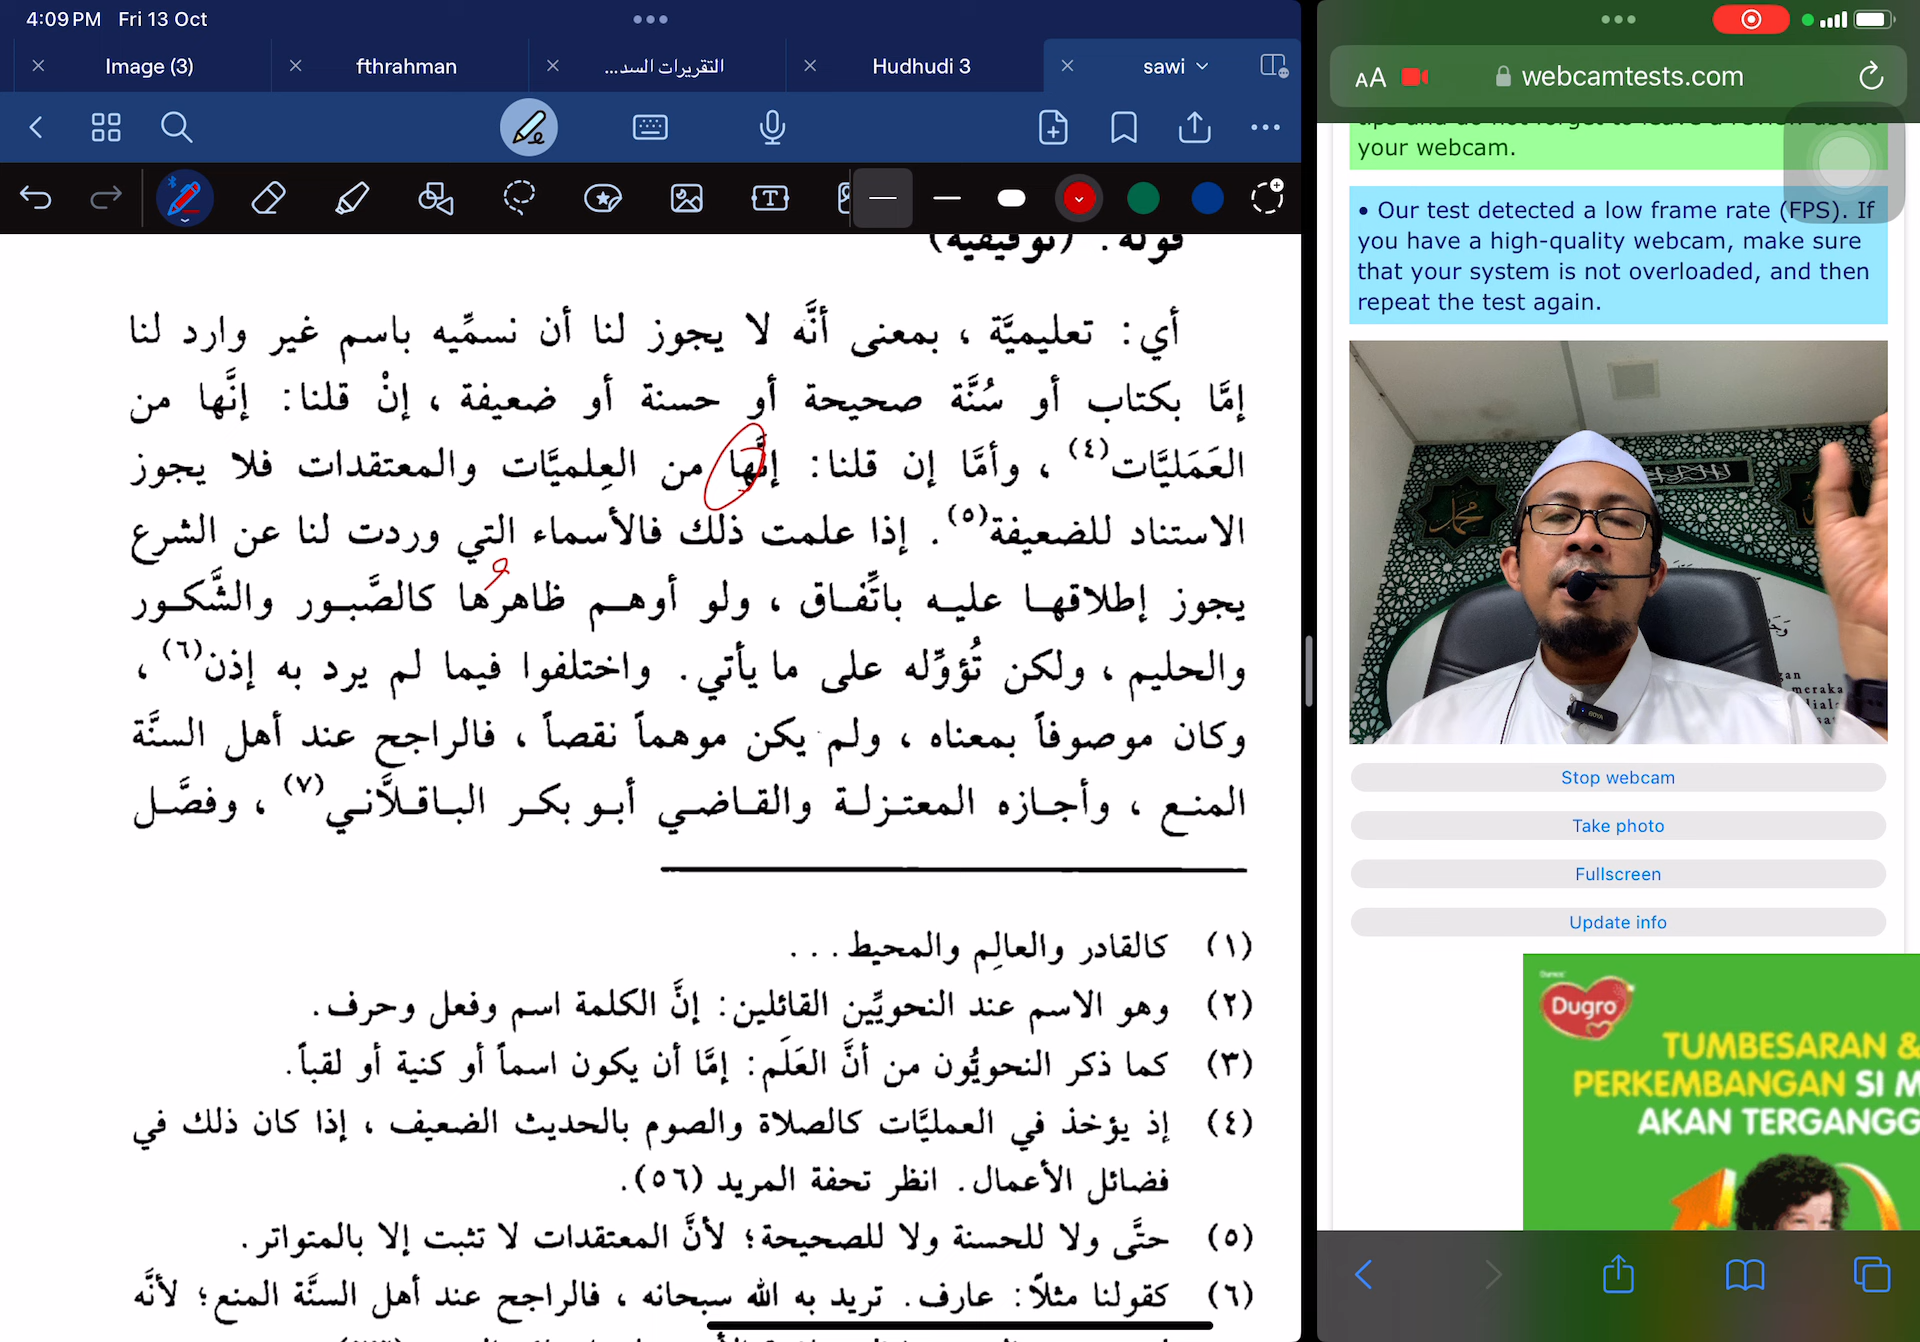 4:09 PM Fri 13 Oct
Image (3)
fthrahman
التقريرات السد...
Hudhudi 3
sawi
قوله : (توقيفية)
أي : تعليميَّة ، بمعنى أنَّه لا يجوز لنا أن نسمِّيه باسم غير وارد لنا
إمَّا بكتاب أو سُنَّة صحيحة أو حسنة أو ضعيفة ، إنْ قلنا : إنَّها من
العَمَليَّات(٤) ، وأمَّا إن قلنا : إنَّها من العِلميَّات والمعتقدات فلا يجوز
الاستناد للضعيفة(٥) . إذا علمت ذلك فالأسماء التي وردت لنا عن الشرع
يجوز إطلاقها عليه باتِّفاق ، ولو أوهم ظاهرها كالصَّبور والشَّكور
والحليم ، ولكن تُؤوِّله على ما يأتي . واختلفوا فيما لم يرد به إذن(٦) ،
وكان موصوفاً بمعناه ، ولم يكن موهماً نقصاً ، فالراجح عند أهل السنَّة
المنع ، وأجازه المعتزلة والقاضي أبو بكر الباقلَّاني(٧) ، وفصَّل
(١) كالقادر والعالِم والمحيط . . .
(٢) وهو الاسم عند النحويِّين القائلين : إنَّ الكلمة اسم وفعل وحرف .
(٣) كما ذكر النحويُّون من أنَّ العَلَم : إمَّا أن يكون اسماً أو كنية أو لقباً .
(٤) إذ يؤخذ في العمليَّات كالصلاة والصوم بالحديث الضعيف ، إذا كان ذلك في
فضائل الأعمال . انظر تحفة المريد (٥٦) .
(٥) حتَّى ولا للحسنة ولا للصحيحة ؛ لأنَّ المعتقدات لا تثبت إلا بالمتواتر .
(٦) كقولنا مثلاً : عارف . تريد به الله سبحانه ، فالراجح عند أهل السنَّة المنع ؛ لأنَّه
AA webcamtests.com
your webcam.
• Our test detected a low frame rate (FPS). If
you have a high-quality webcam, make sure
that your system is not overloaded, and then
repeat the test again.
محمد
BOYA
Stop webcam
Take photo
Fullscreen
Update info
Dumex
Dugro
TUMBESARAN &
PERKEMBANGAN SI M
AKAN TERGANGG